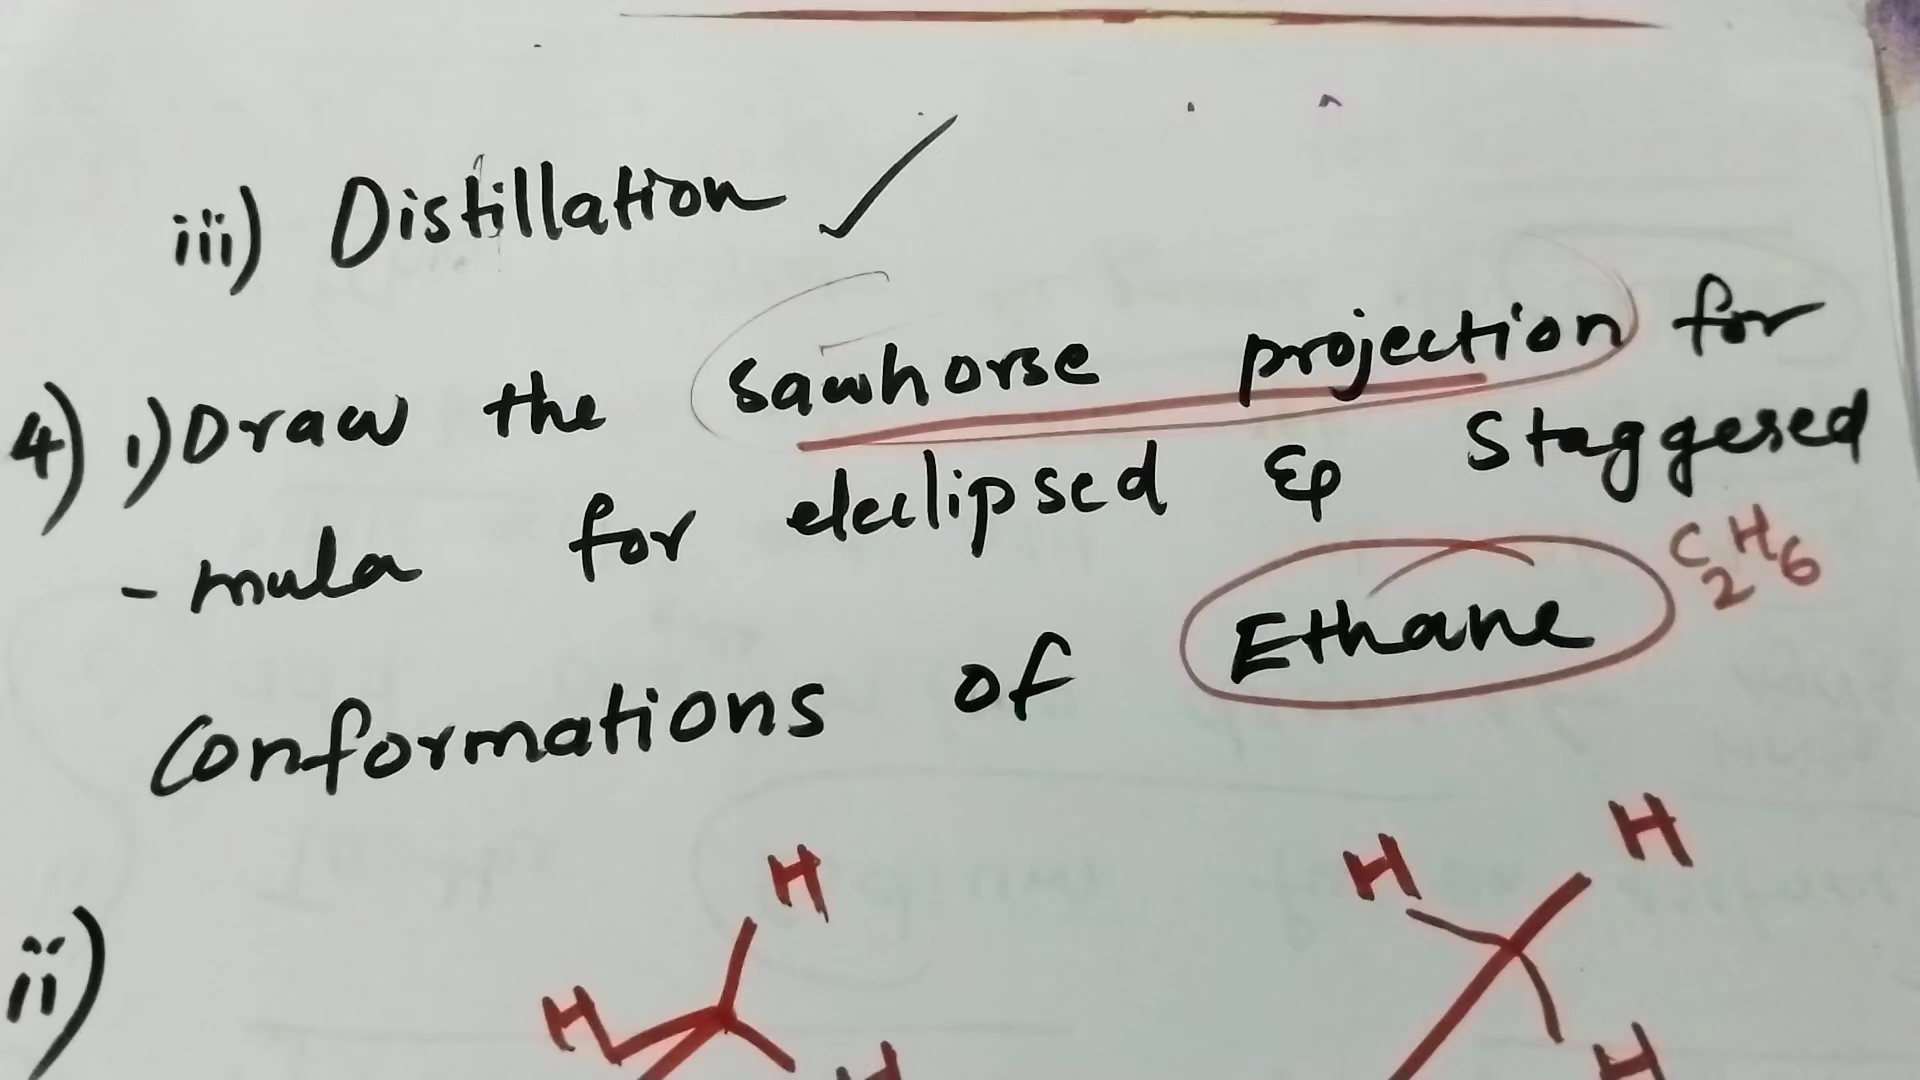 iii) Distillation ✓
4) i) Draw the Sawhorse projection for
-mula for eleclipsed & Staggered
C2H6
Conformations of Ethane
H H H
ii)
H H H